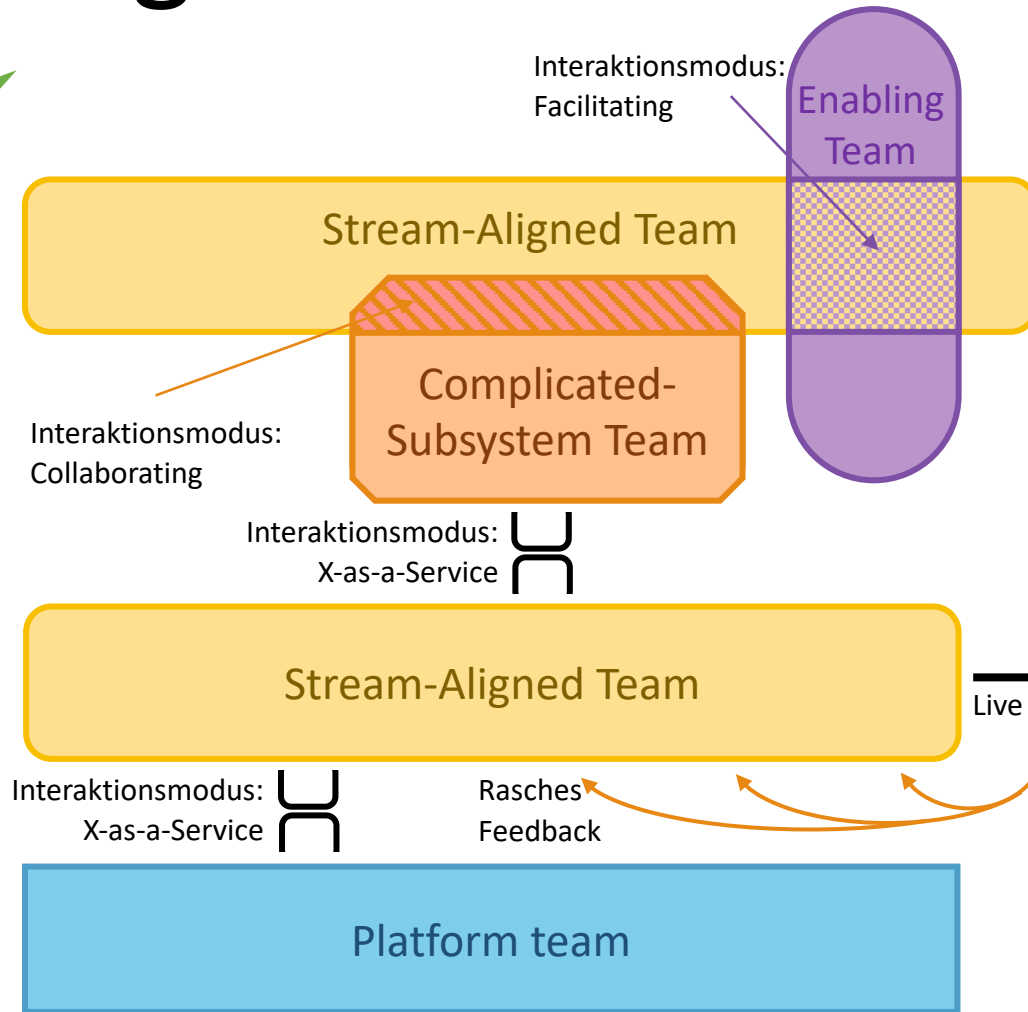 Interaktionsmodus:
Facilitating
Enabling
Team
Stream-Aligned Team
Complicated-
Subsystem Team
Interaktionsmodus:
Collaborating
Interaktionsmodus:
X-as-a-Service
Stream-Aligned Team
Live
Interaktionsmodus:
X-as-a-Service
Rasches
Feedback
Platform team